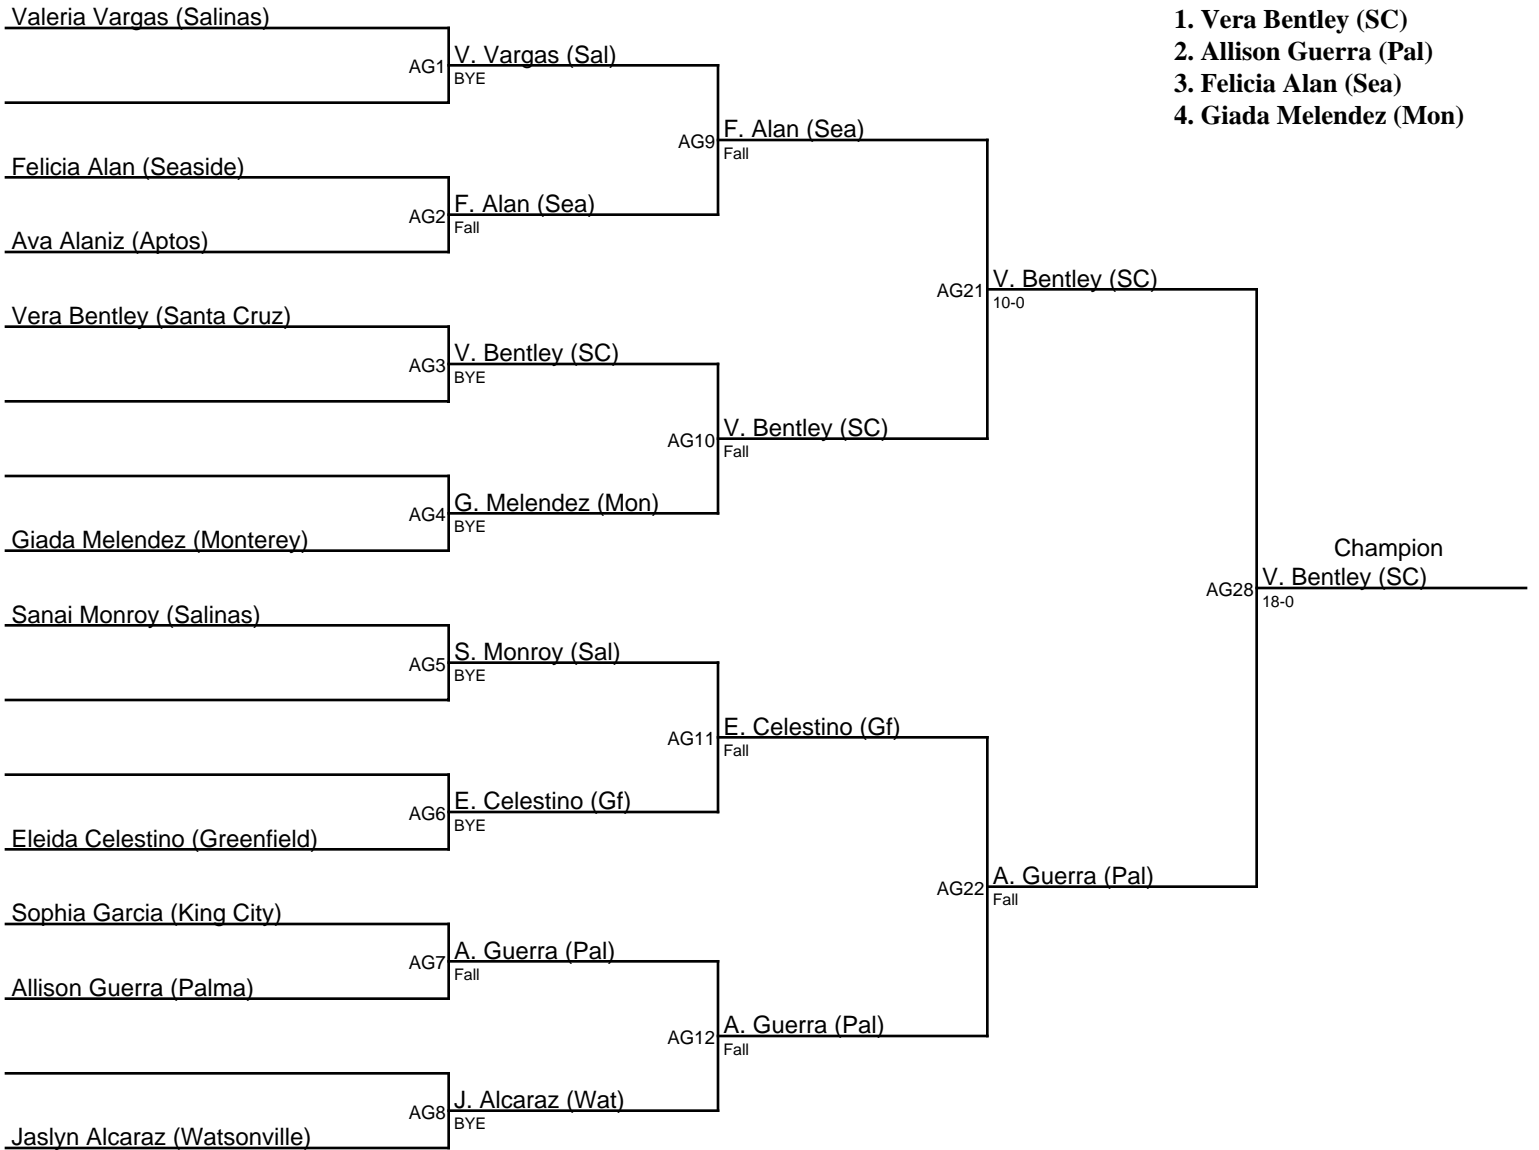 Valeria Vargas (Salinas)
1. Vera Bentley (SC)
2. Allison Guerra (Pal)
3. Felicia Alan (Sea)
4. Giada Melendez (Mon)
AG1
V. Vargas (Sal)
BYE
AG9
F. Alan (Sea)
Fall
Felicia Alan (Seaside)
AG2
F. Alan (Sea)
Fall
Ava Alaniz (Aptos)
AG21
V. Bentley (SC)
10-0
Vera Bentley (Santa Cruz)
AG3
V. Bentley (SC)
BYE
AG10
V. Bentley (SC)
Fall
AG4
G. Melendez (Mon)
BYE
Giada Melendez (Monterey)
Champion
AG28
V. Bentley (SC)
18-0
Sanai Monroy (Salinas)
AG5
S. Monroy (Sal)
BYE
AG11
E. Celestino (Gf)
Fall
AG6
E. Celestino (Gf)
BYE
Eleida Celestino (Greenfield)
AG22
A. Guerra (Pal)
Fall
Sophia Garcia (King City)
AG7
A. Guerra (Pal)
Fall
Allison Guerra (Palma)
AG12
A. Guerra (Pal)
Fall
AG8
J. Alcaraz (Wat)
BYE
Jaslyn Alcaraz (Watsonville)